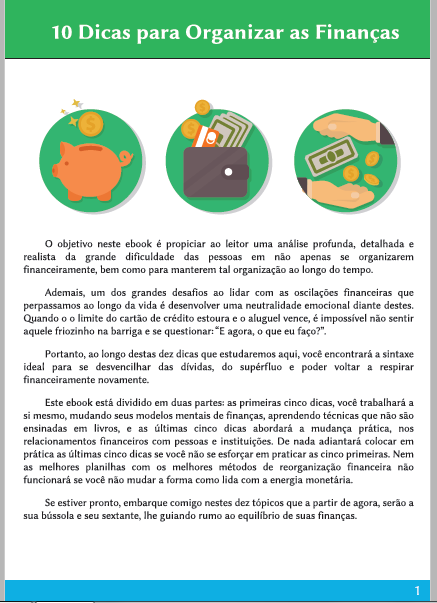 10 Dicas para Organizar as Finanças
O objetivo neste ebook é propiciar ao leitor uma análise profunda, detalhada e
realista da grande dificuldade das pessoas em não apenas se organizarem
financeiramente, bem como para manterem tal organização ao longo do tempo.
Ademais, um dos grandes desafios ao lidar com as oscilações financeiras que
perpassamos ao longo da vida é desenvolver uma neutralidade emocional diante destes.
Quando o o limite do cartão de crédito estoura e o aluguel vence, é impossível não sentir
aquele friozinho na barriga e se questionar: "E agora, o que eu faço?".
Portanto, ao longo destas dez dicas que estudaremos aqui, você encontrará a sintaxe
ideal para se desvencilhar das dívidas, do supérfluo e poder voltar a respirar
financeiramente novamente.
Este ebook está dividido em duas partes: as primeiras cinco dicas, você trabalhará a
si mesmo, mudando seus modelos mentais de finanças, aprendendo técnicas que não são
ensinadas em livros, e as últimas cinco dicas abordará a mudança prática, nos
relacionamentos financeiros com pessoas e instituições. De nada adiantará colocar em
prática as últimas cinco dicas se você não se esforçar em praticar as cinco primeiras. Nem
as melhores planilhas com os melhores métodos de reorganização financeira não
funcionará se você não mudar a forma como lida com a energia monetária.
Se estiver pronto, embarque comigo nestes dez tópicos que a partir de agora, serão a
sua bússola e seu sextante, lhe guiando rumo ao equilíbrio de suas finanças.
1